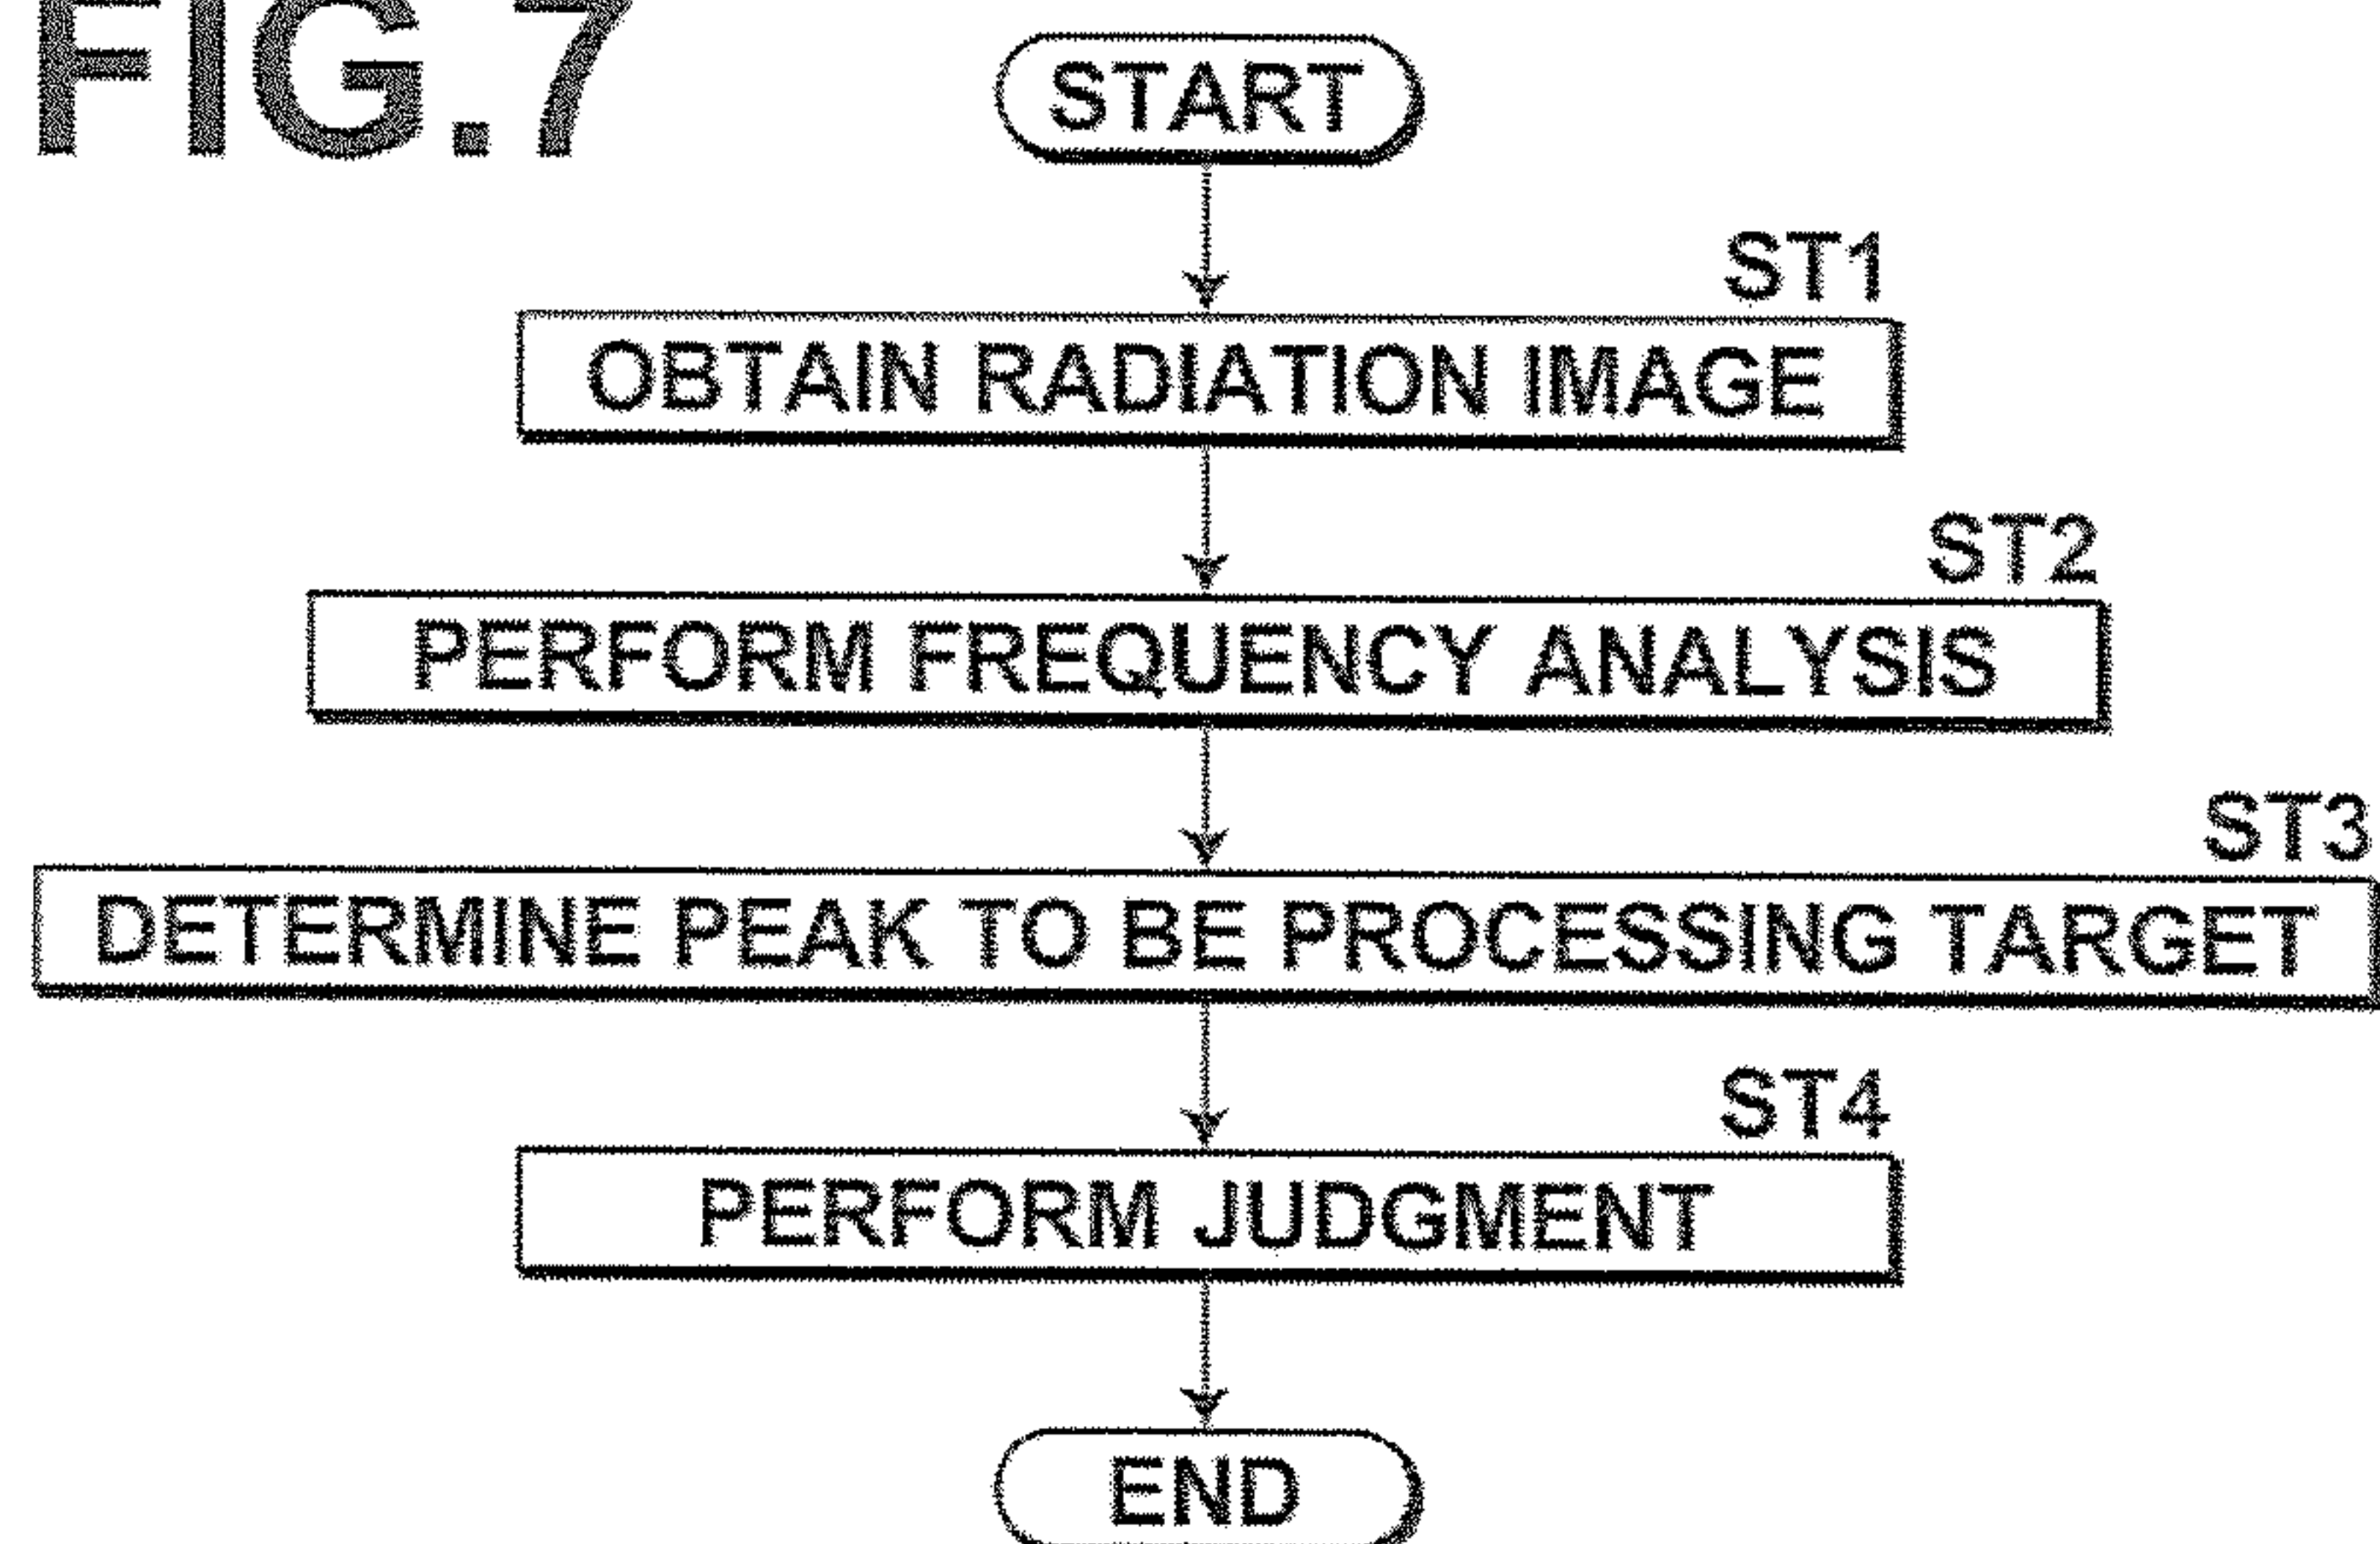 FIG.7
START
ST1
OBTAIN RADIATION IMAGE
ST2
PERFORM FREQUENCY ANALYSIS
ST3
DETERMINE PEAK TO BE PROCESSING TARGET
ST4
PERFORM JUDGMENT
END